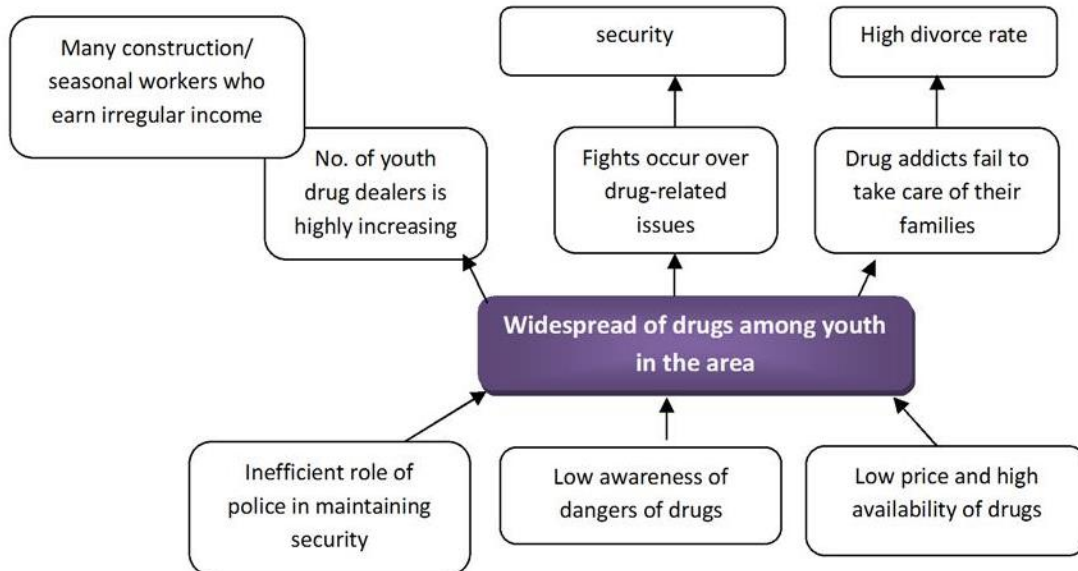 Many construction/
seasonal workers who
earn irregular income
security
High divorce rate
No. of youth
drug dealers is
highly increasing
Fights occur over
drug-related
issues
Drug addicts fail to
take care of their
families
Widespread of drugs among youth
in the area
Inefficient role of
police in maintaining
security
Low awareness of
dangers of drugs
Low price and high
availability of drugs